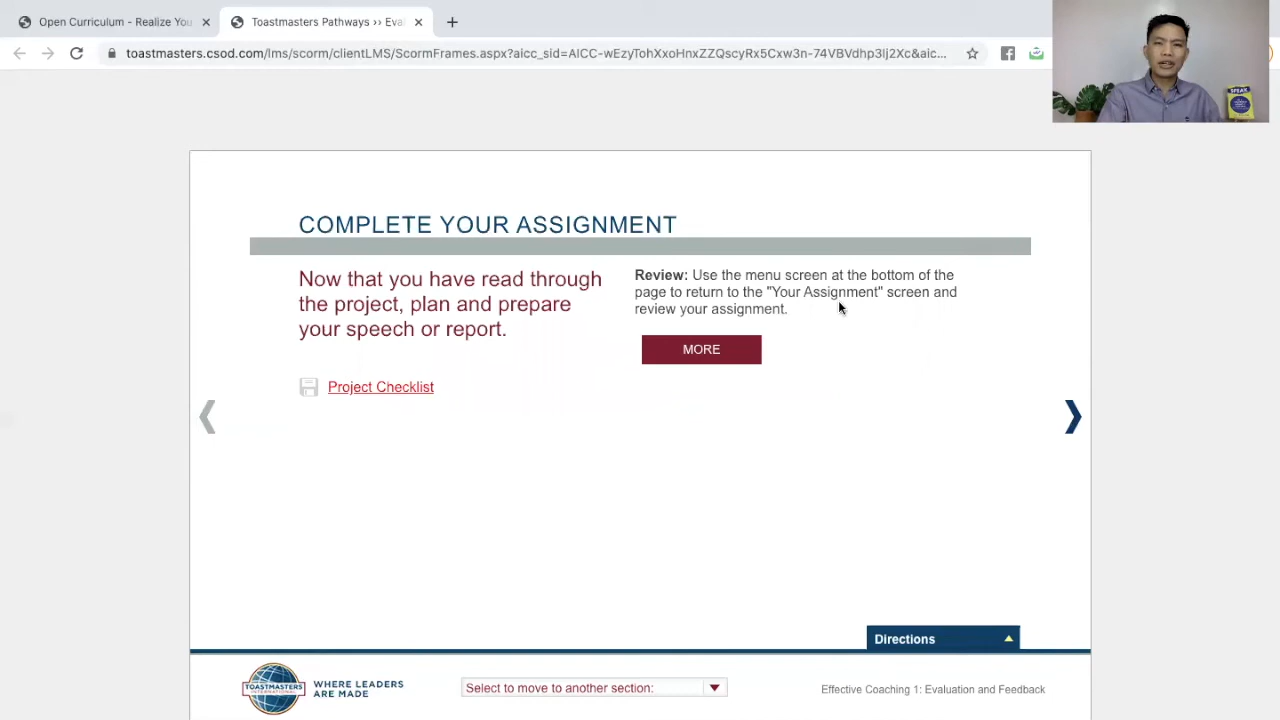 Open Curriculum - Realize You
Toastmasters Pathways ›› Eva
toastmasters.csod.com/lms/scorm/clientLMS/ScormFrames.aspx?aicc_sid=AICC-wEzyTohXxoHnxZZQscyRx5Cxw3n-74VBVdhp3Ij2Xc&aic...
SPEAK
COMPLETE YOUR ASSIGNMENT
Now that you have read through
the project, plan and prepare
your speech or report.
Project Checklist
Review: Use the menu screen at the bottom of the
page to return to the "Your Assignment" screen and
review your assignment.
MORE
Directions
TOASTMASTERS
INTERNATIONAL
WHERE LEADERS
ARE MADE
Select to move to another section:
Effective Coaching 1: Evaluation and Feedback